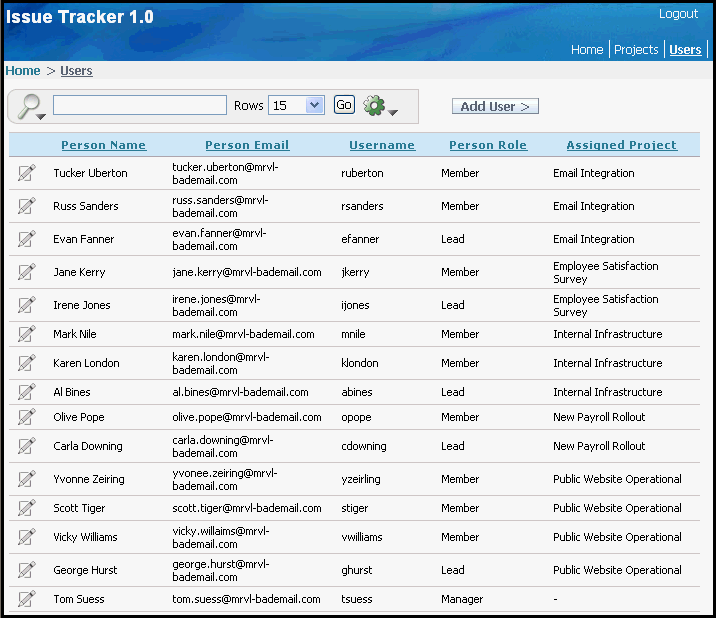 Issue Tracker 1.0
Logout
Home Projects Users
Home > Users
Rows 15 Go Add User >
Person Name Person Email Username Person Role Assigned Project
Tucker Uberton tucker.uberton@mrvl-bademail.com ruberton Member Email Integration
Russ Sanders russ.sanders@mrvl-bademail.com rsanders Member Email Integration
Evan Fanner evan.fanner@mrvl-bademail.com efanner Lead Email Integration
Jane Kerry jane.kerry@mrvl-bademail.com jkerry Member Employee Satisfaction Survey
Irene Jones irene.jones@mrvl-bademail.com ijones Lead Employee Satisfaction Survey
Mark Nile mark.nile@mrvl-bademail.com mnile Member Internal Infrastructure
Karen London karen.london@mrvl-bademail.com klondon Member Internal Infrastructure
Al Bines al.bines@mrvl-bademail.com abines Lead Internal Infrastructure
Olive Pope olive.pope@mrvl-bademail.com opope Member New Payroll Rollout
Carla Downing carla.downing@mrvl-bademail.com cdowning Lead New Payroll Rollout
Yvonne Zeiring yvonee.zeiring@mrvl-bademail.com yzeirling Member Public Website Operational
Scott Tiger scott.tiger@mrvl-bademail.com stiger Member Public Website Operational
Vicky Williams vicky.willaims@mrvl-bademail.com vwilliams Member Public Website Operational
George Hurst george.hurst@mrvl-bademail.com ghurst Lead Public Website Operational
Tom Suess tom.suess@mrvl-bademail.com tsuess Manager -